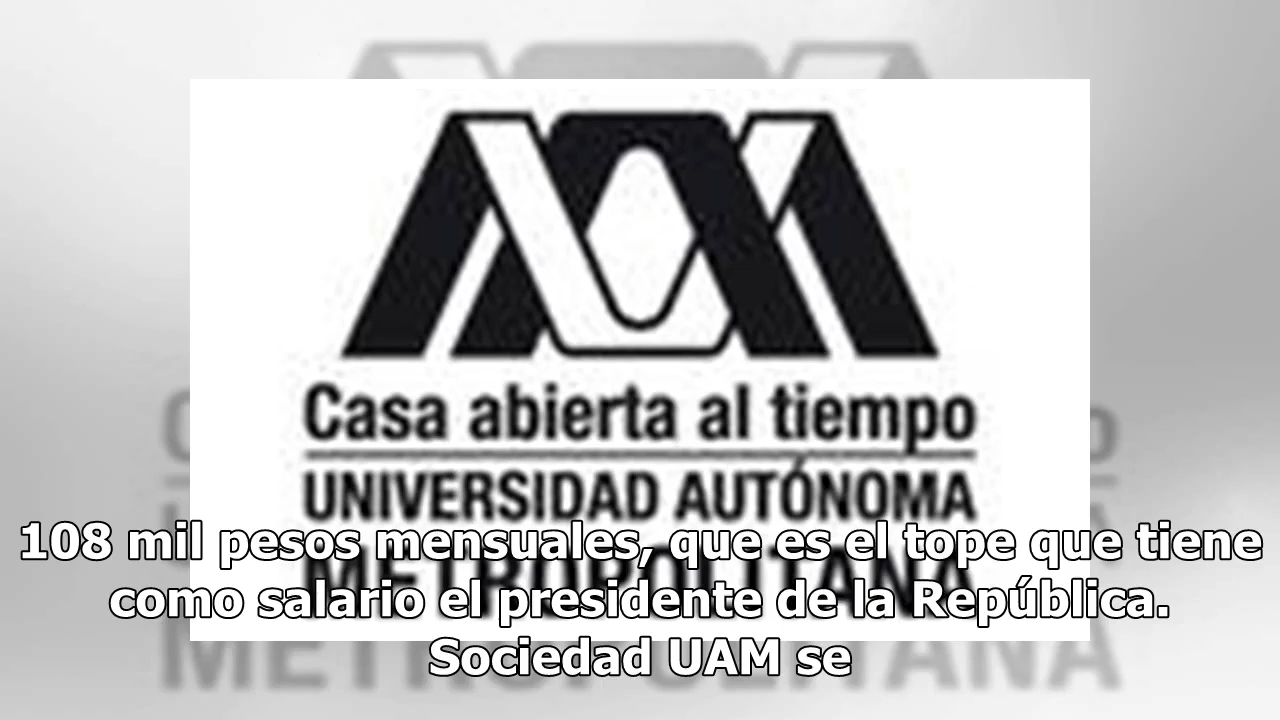 Casa abierta al tiempo
UNIVERSIDAD AUTÓNOMA
METROPOLITANA
108 mil pesos mensuales, que es el tope que tiene
como salario el presidente de la República.
Sociedad UAM se